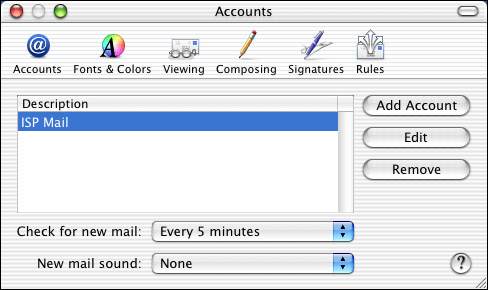 Accounts
Accounts Fonts & Colors Viewing Composing Signatures Rules
Description
ISP Mail
Add Account
Edit
Remove
Check for new mail: Every 5 minutes
New mail sound: None
?